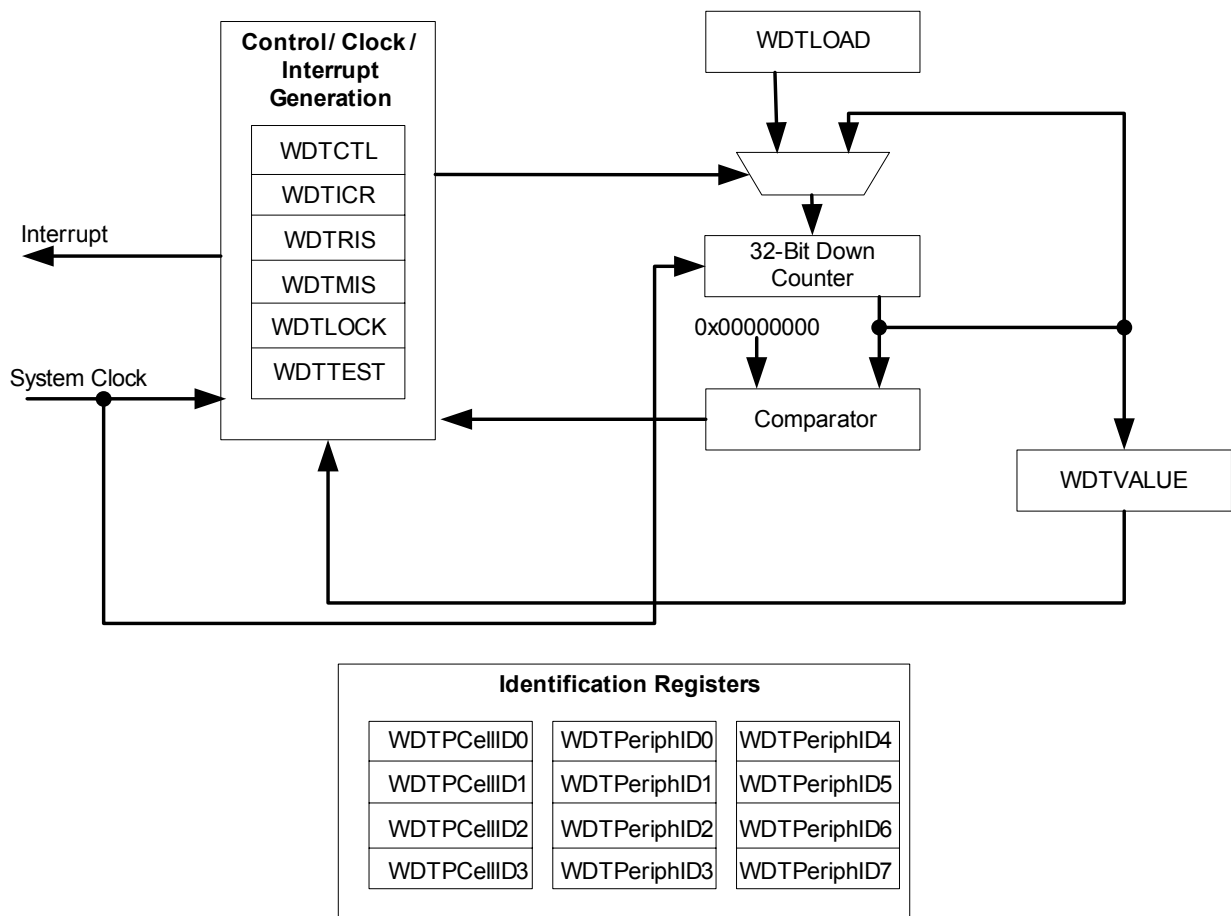 Control/ Clock/
Interrupt
Generation
WDTCTL
WDTICR
WDTRIS
WDTMIS
WDTLOCK
WDTTEST
Interrupt
System Clock
WDTLOAD
32-Bit Down
Counter
0x00000000
Comparator
WDTVALUE
Identification Registers
WDTPCellID0
WDTPeriphID0
WDTPeriphID4
WDTPCellID1
WDTPeriphID1
WDTPeriphID5
WDTPCellID2
WDTPeriphID2
WDTPeriphID6
WDTPCellID3
WDTPeriphID3
WDTPeriphID7